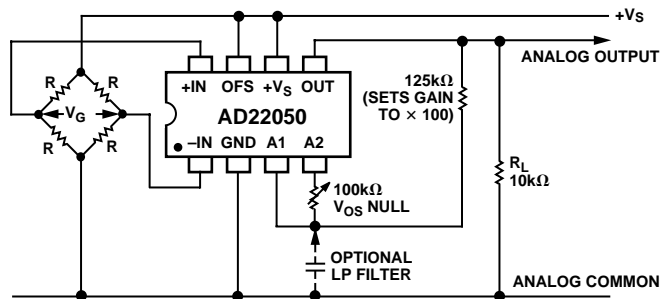 +VS
ANALOG OUTPUT
+IN OFS +VS OUT
125kΩ
(SETS GAIN
TO × 100)
R R
VG
AD22050
R R
–IN GND A1 A2
RL
10kΩ
100kΩ
VOS NULL
OPTIONAL
LP FILTER
ANALOG COMMON